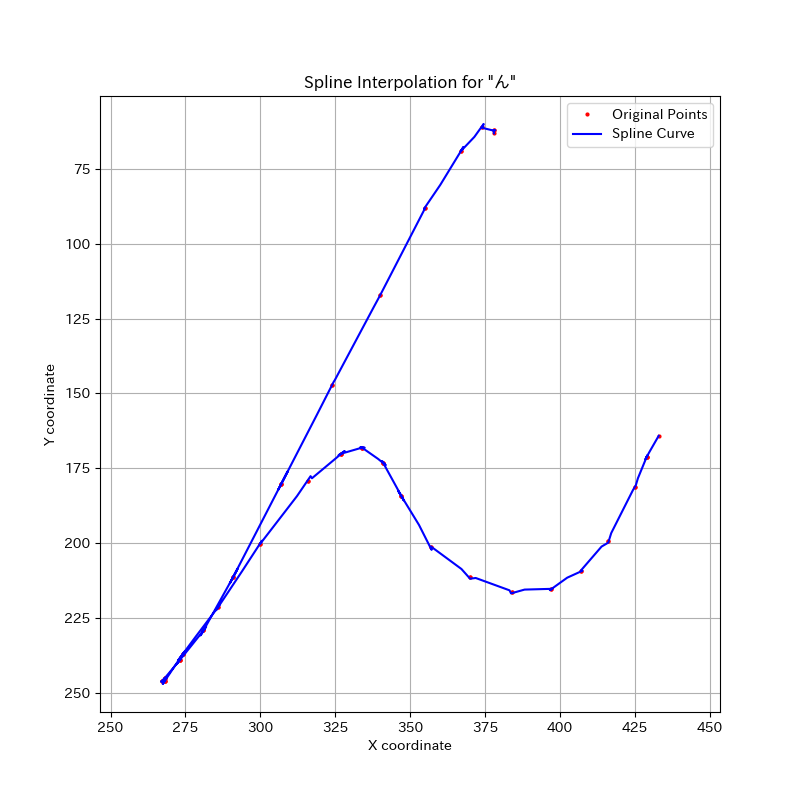 Spline Interpolation for "ん"
Original Points
Spline Curve
Y coordinate
75
100
125
150
175
200
225
250
250 275 300 325 350 375 400 425 450
X coordinate